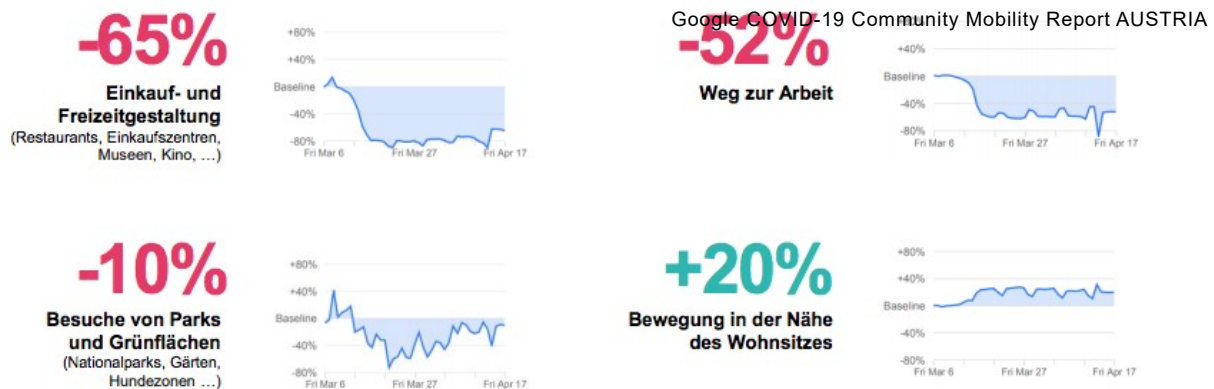 Google COVID-19 Community Mobility Report AUSTRIA
-65%
Einkauf- und
Freizeitgestaltung
(Restaurants, Einkaufszentren,
Museen, Kino, …)
+80%
+40%
Baseline
-40%
-80%
Fri Mar 6
Fri Mar 27
Fri Apr 17
-52%
Weg zur Arbeit
+40%
Baseline
-40%
-80%
Fri Mar 6
Fri Mar 27
Fri Apr 17
-10%
Besuche von Parks
und Grünflächen
(Nationalparks, Gärten,
Hundezonen …)
+80%
+40%
Baseline
-40%
-80%
Fri Mar 6
Fri Mar 27
Fri Apr 17
+20%
Bewegung in der Nähe
des Wohnsitzes
+80%
+40%
Baseline
-40%
-80%
Fri Mar 6
Fri Mar 27
Fri Apr 17